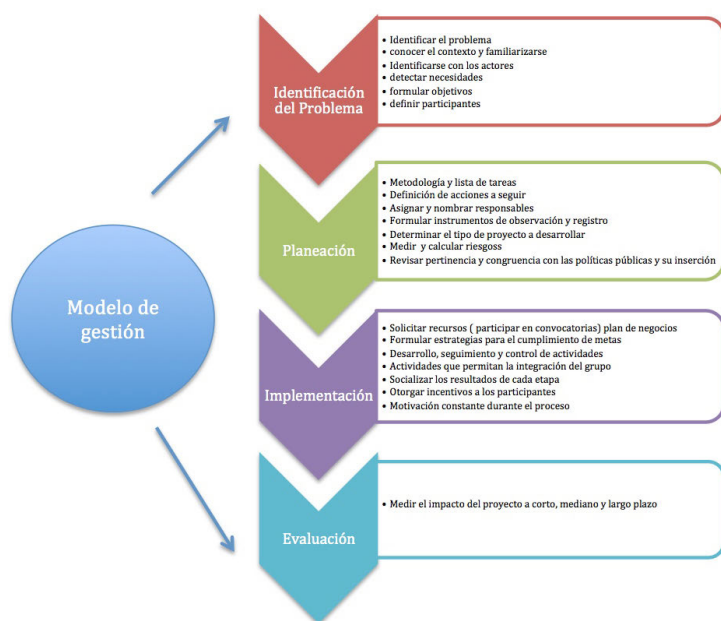 Modelo de
gestión
Identificación
del Problema
• Identificar el problema
• conocer el contexto y familiarizarse
• Identificarse con los actores
• detectar necesidades
• formular objetivos
• definir participantes
Planeación
• Metodología y lista de tareas
• Definición de acciones a seguir
• Asignar y nombrar responsables
• Formular instrumentos de observación y registro
• Determinar el tipo de proyecto a desarrollar
• Medir y calcular riesgoss
• Revisar pertinencia y congruencia con las políticas públicas y su inserción
Implementación
• Solicitar recursos ( participar en convocatorias) plan de negocios
• Formular estrategias para el cumplimiento de metas
• Desarrollo, seguimiento y control de actividades
• Actividades que permitan la integración del grupo
• Socializar los resultados de cada etapa
• Otorgar incentivos a los participantes
• Motivación constante durante el proceso
Evaluación
• Medir el impacto del proyecto a corto, mediano y largo plazo